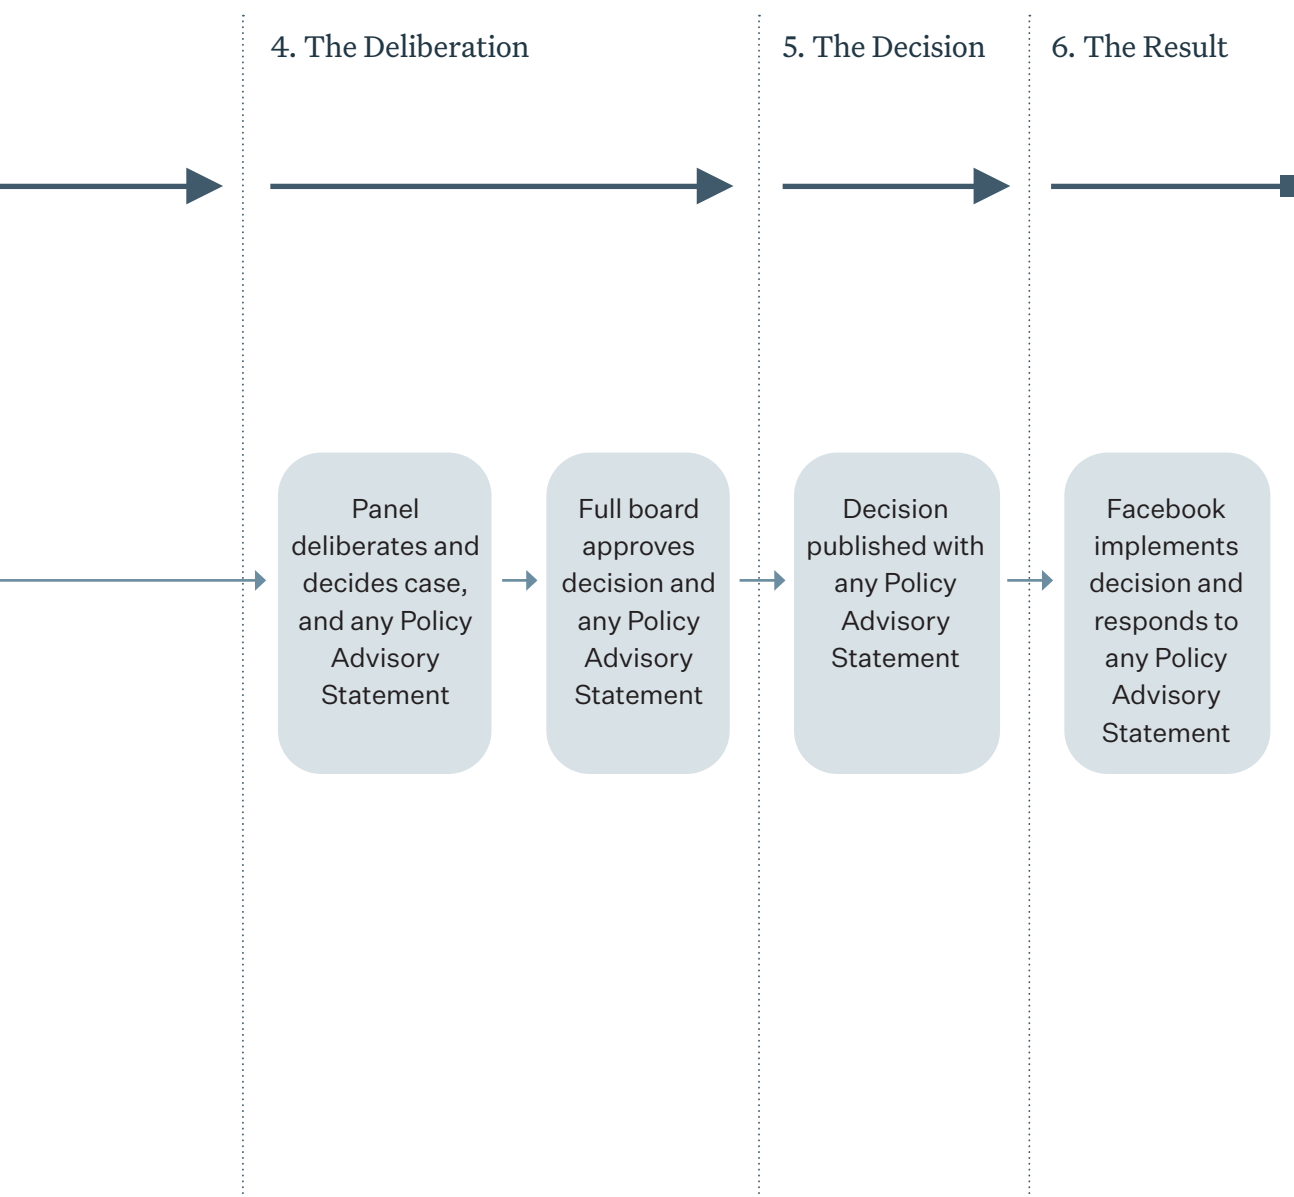 4. The Deliberation
5. The Decision
6. The Result
Panel
deliberates and
decides case,
and any Policy
Advisory
Statement
Full board
approves
decision and
any Policy
Advisory
Statement
Decision
published with
any Policy
Advisory
Statement
Facebook
implements
decision and
responds to
any Policy
Advisory
Statement